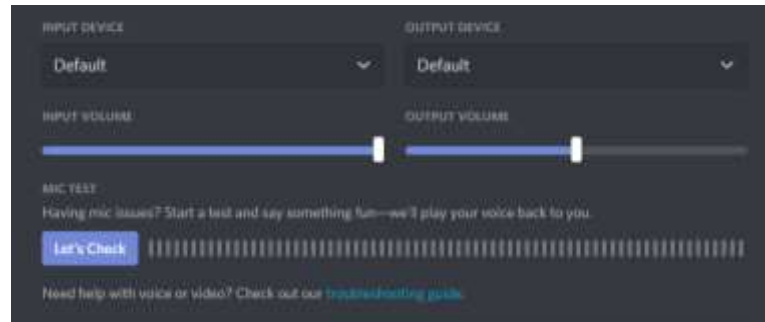 INPUT DEVICE
OUTPUT DEVICE
Default
Default
INPUT VOLUME
OUTPUT VOLUME
MIC TEST
Having mic issues? Start a test and say something fun—we'll play your voice back to you.
Let's Check
Need help with voice or video? Check out our troubleshooting guide.